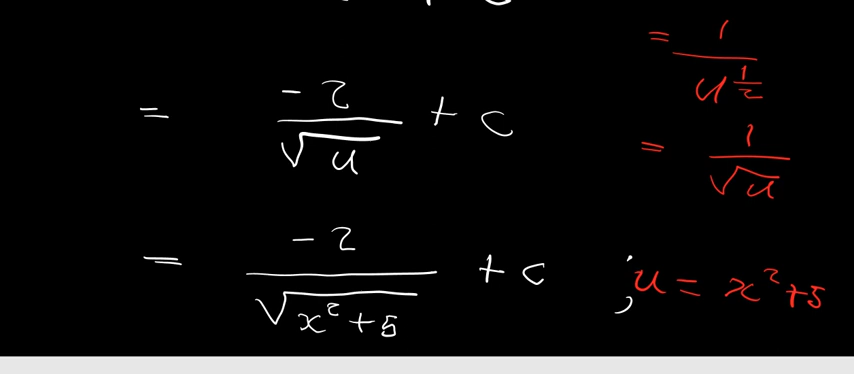 = 1 / u^(1/2)
= -2 / √u + c
= 1 / √u
= -2 / √(x² + 5) + c ; u = x² + 5